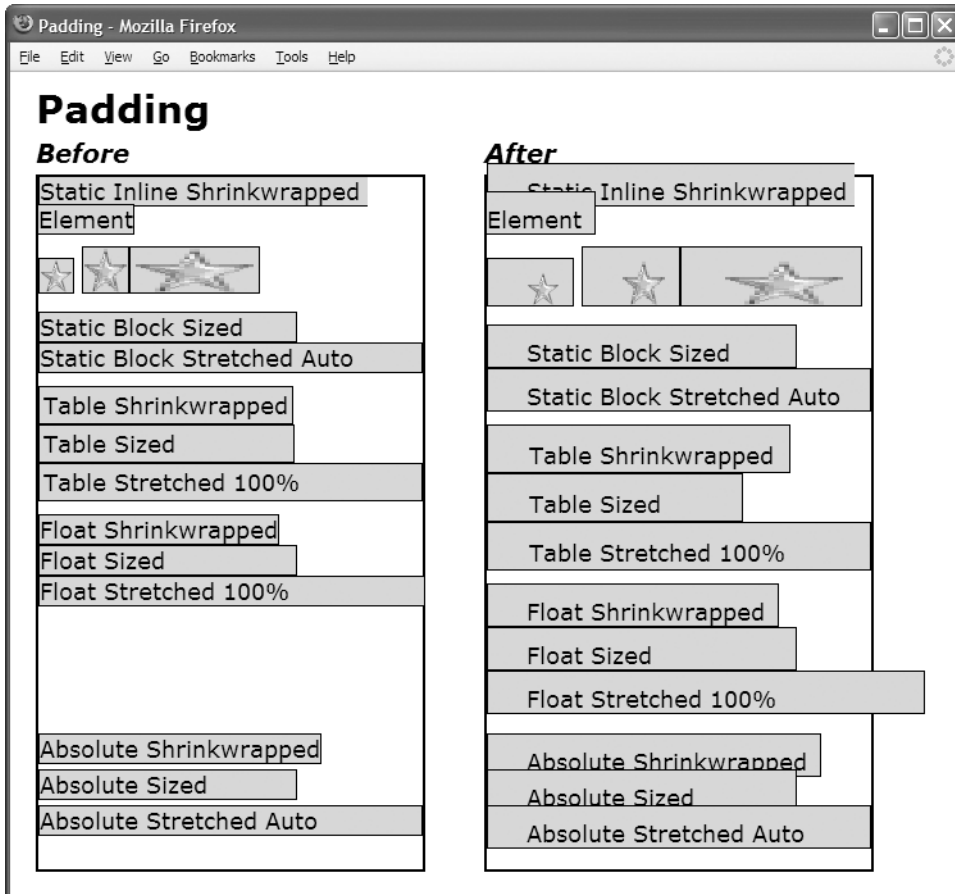 Padding - Mozilla Firefox
File Edit View Go Bookmarks Tools Help
Padding
Before
Static Inline Shrinkwrapped
Element
Static Block Sized
Static Block Stretched Auto
Table Shrinkwrapped
Table Sized
Table Stretched 100%
Float Shrinkwrapped
Float Sized
Float Stretched 100%
Absolute Shrinkwrapped
Absolute Sized
Absolute Stretched Auto
After
Static Inline Shrinkwrapped
Element
Static Block Sized
Static Block Stretched Auto
Table Shrinkwrapped
Table Sized
Table Stretched 100%
Float Shrinkwrapped
Float Sized
Float Stretched 100%
Absolute Shrinkwrapped
Absolute Sized
Absolute Stretched Auto